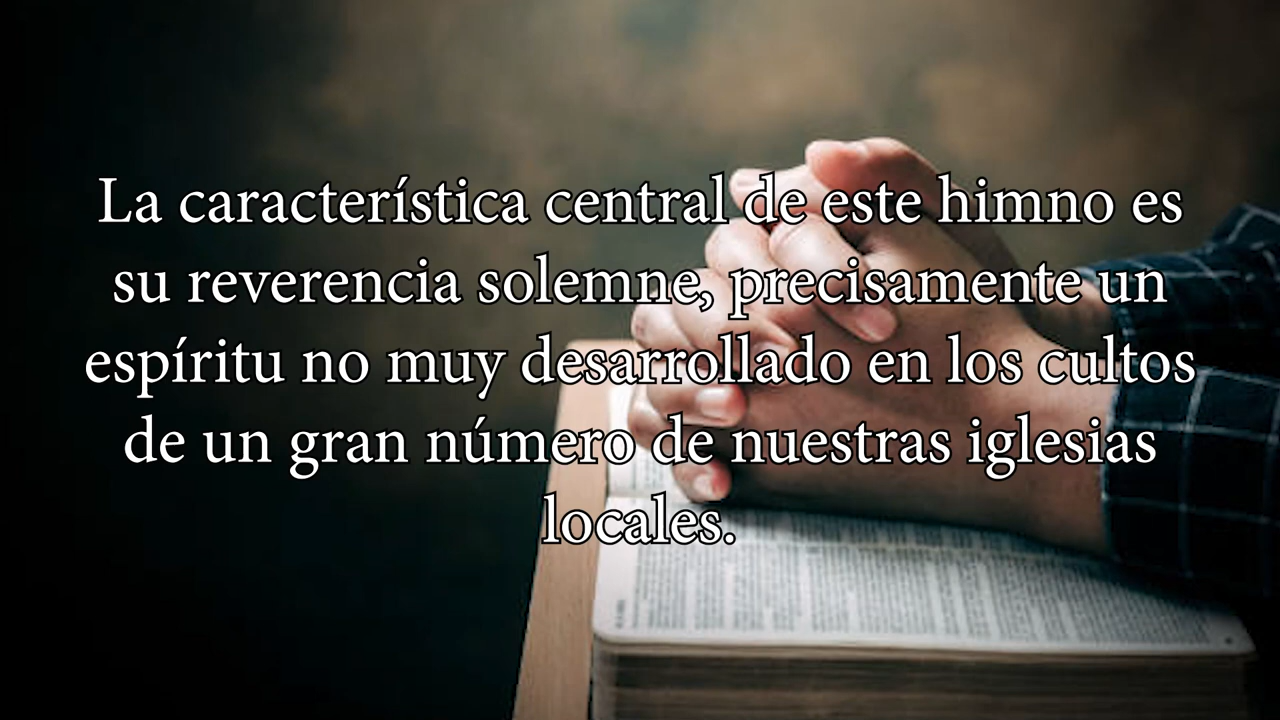 La característica central de este himno es
su reverencia solemne, precisamente un
espíritu no muy desarrollado en los cultos
de un gran número de nuestras iglesias
locales.